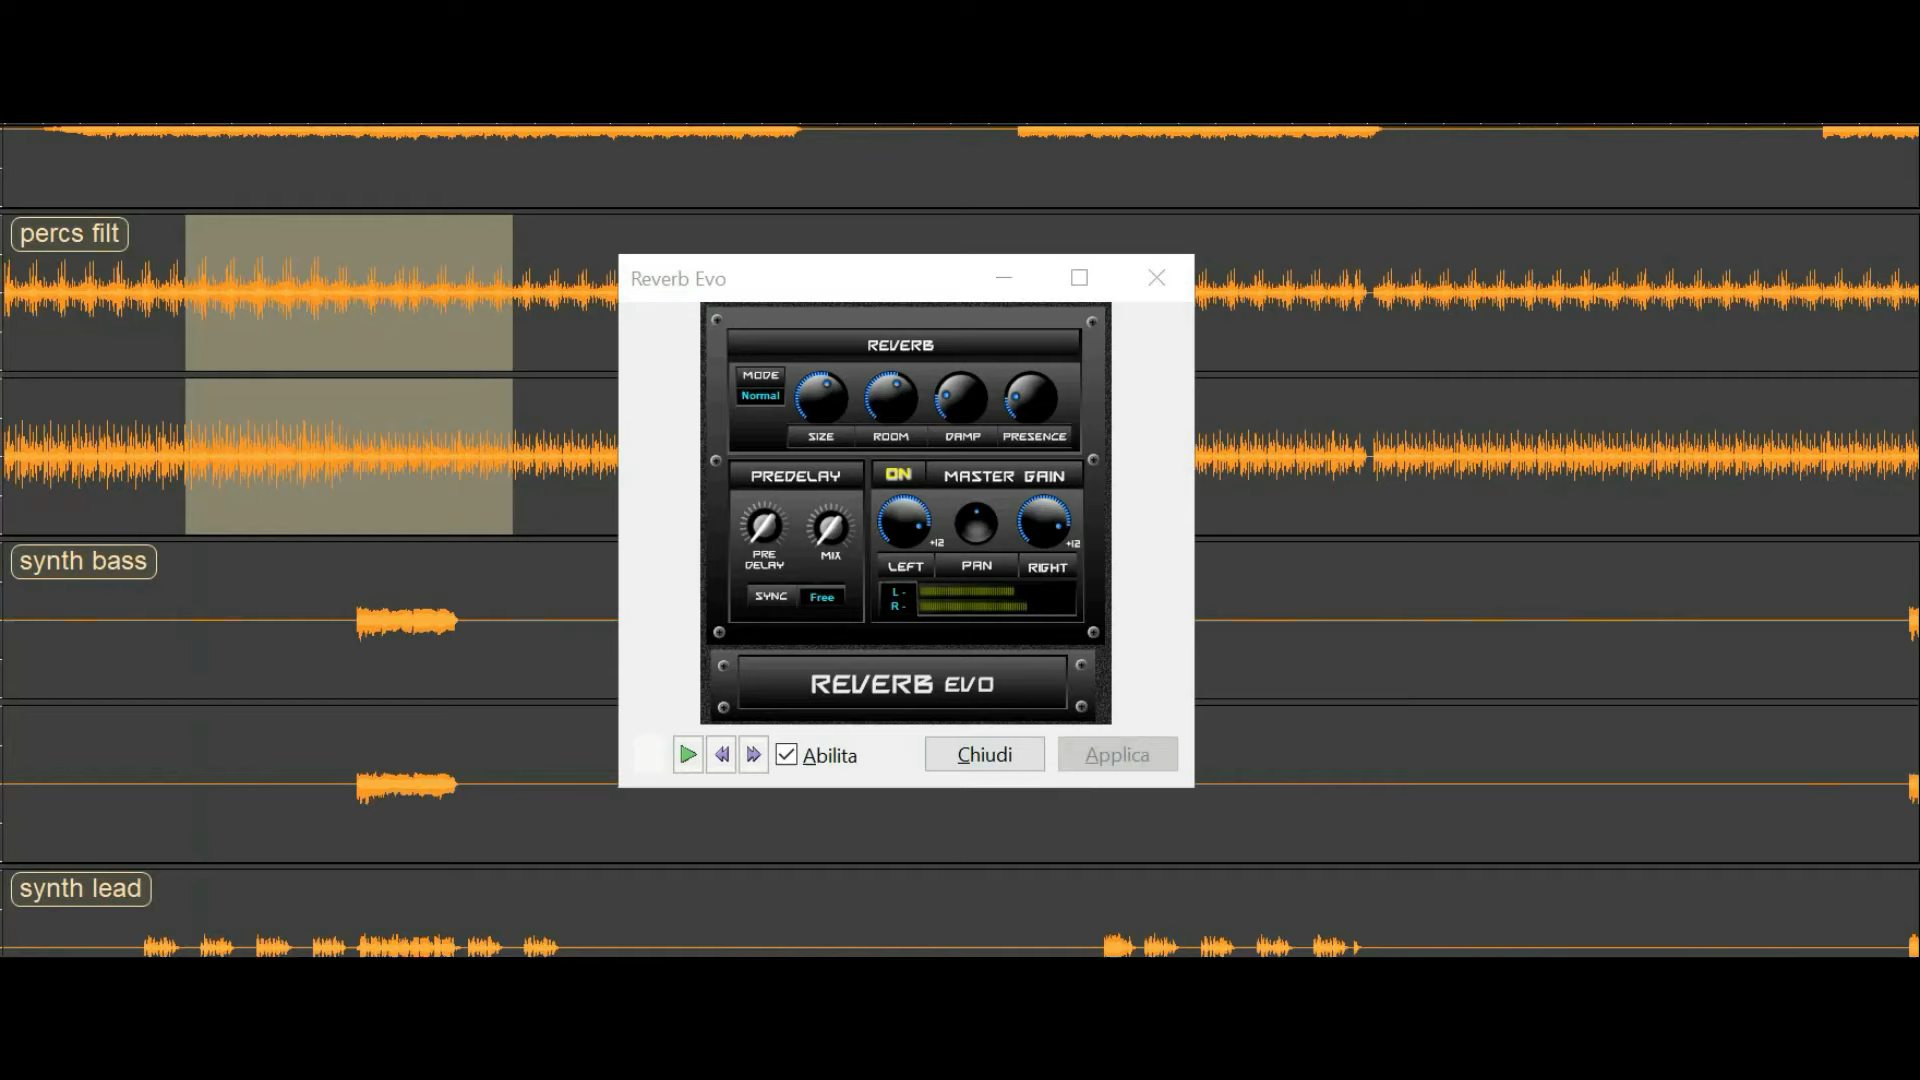 percs filt
Reverb Evo
REVERB
MODE
Normal
SIZE ROOM DAMP PRESENCE
PREDELAY
ON MASTER GAIN
+12 +12
PRE DELAY
MIX
LEFT PAN RIGHT
SYNC Free
L -
R -
REVERB EVO
Abilita Chiudi Applica
synth bass
synth lead